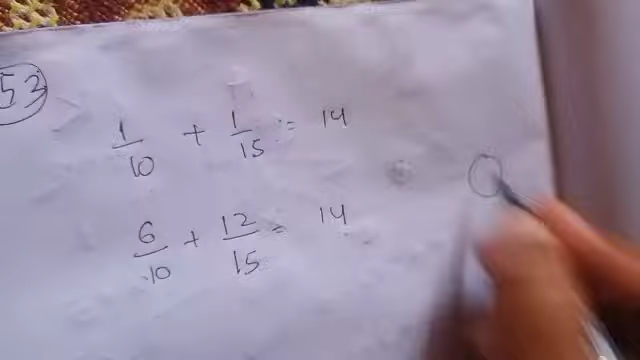 52
1/10 + 1/15 = 14
6/10 + 12/15 = 14